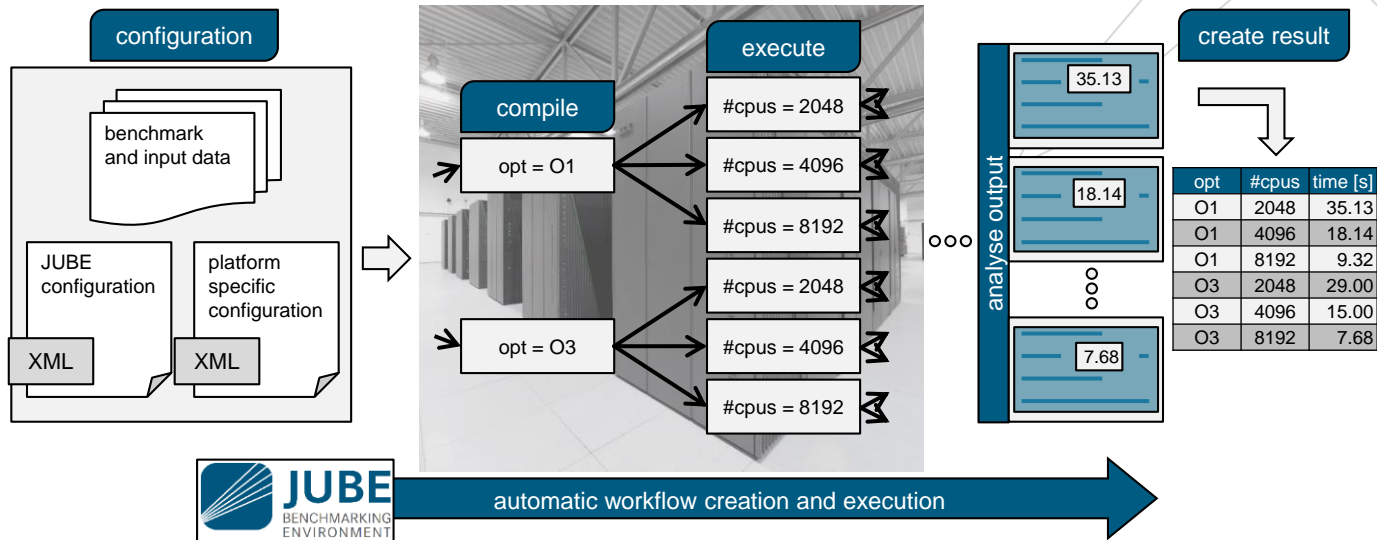 configuration
benchmark
and input data
JUBE
configuration
XML
platform
specific
configuration
XML
compile
opt = O1
opt = O3
execute
#cpus = 2048
#cpus = 4096
#cpus = 8192
#cpus = 2048
#cpus = 4096
#cpus = 8192
analyse output
35.13
18.14
7.68
create result
opt #cpus time [s]
O1 2048 35.13
O1 4096 18.14
O1 8192 9.32
O3 2048 29.00
O3 4096 15.00
O3 8192 7.68
JUBE
BENCHMARKING
ENVIRONMENT
automatic workflow creation and execution